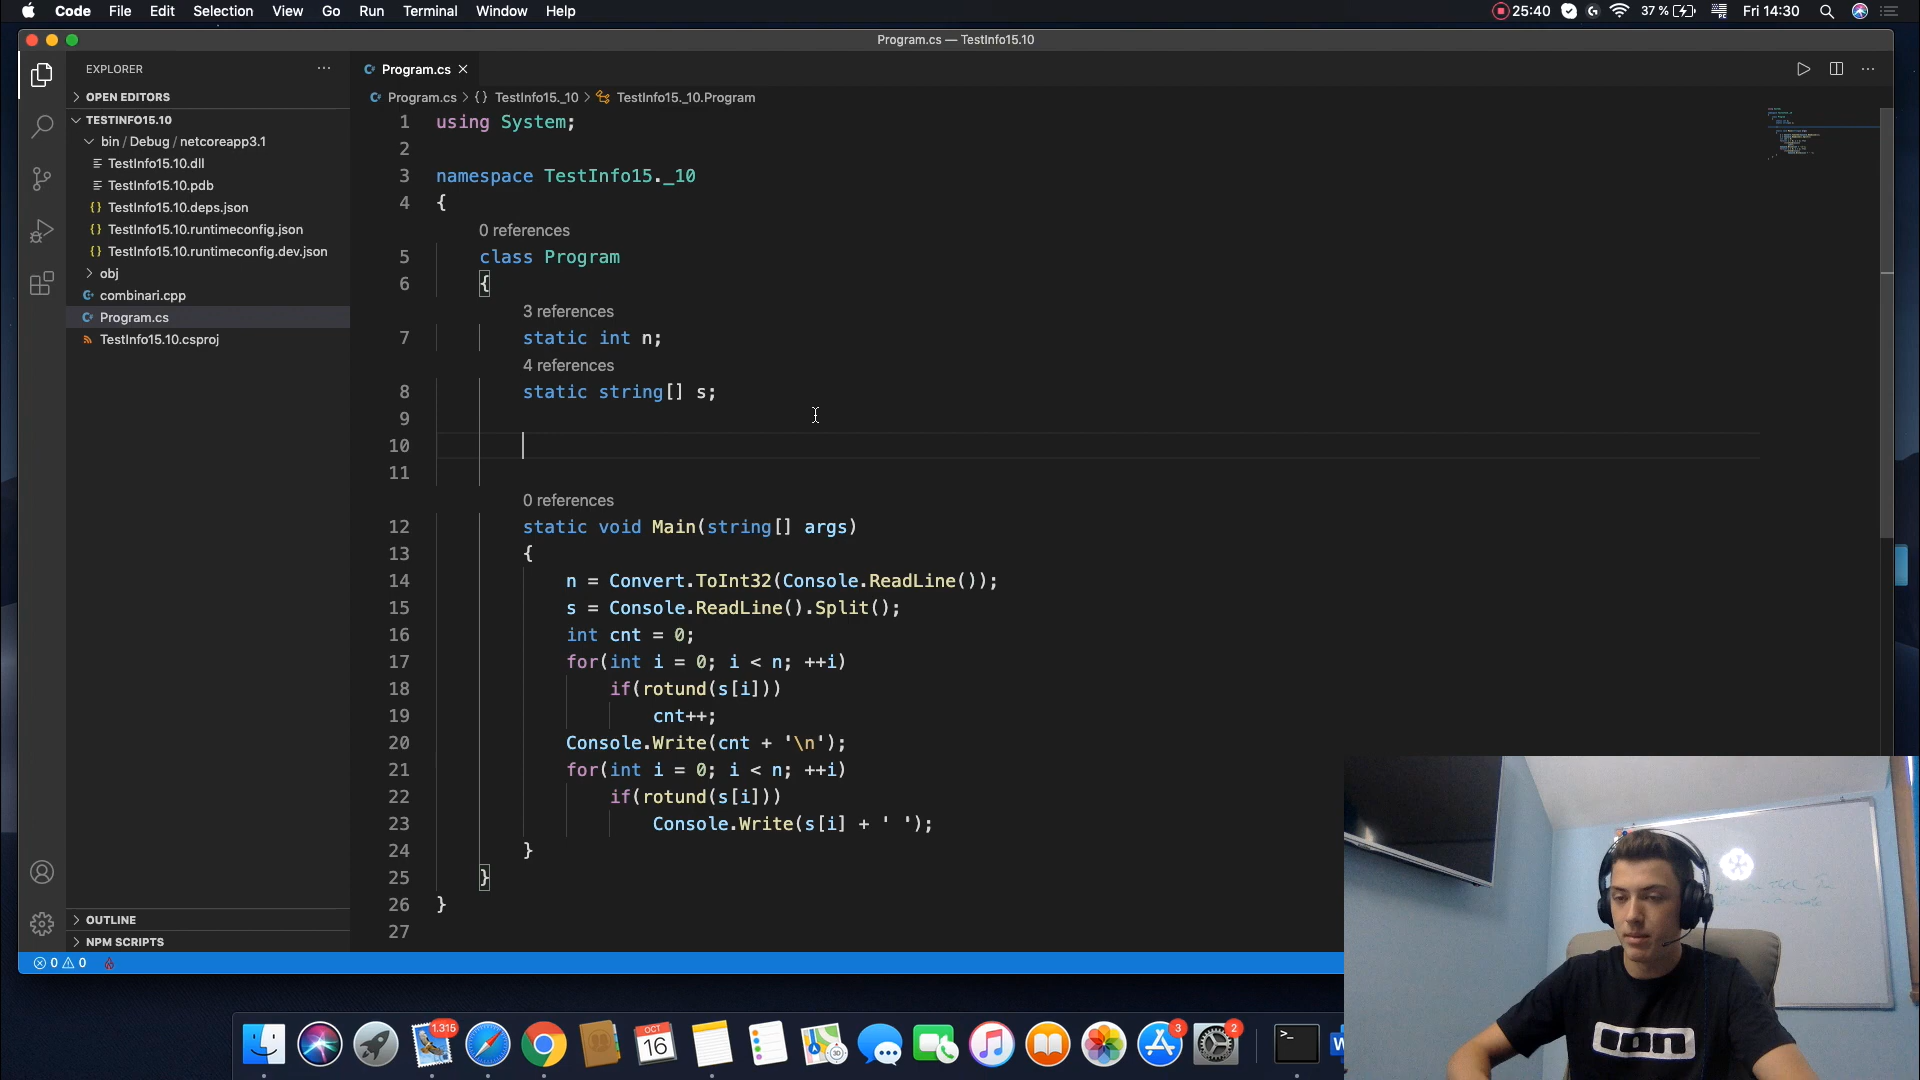 Code File Edit Selection View Go Run Terminal Window Help 25:40 37 % Fri 14:30
Program.cs — TestInfo15.10
EXPLORER
OPEN EDITORS
TESTINFO15.10
bin / Debug / netcoreapp3.1
TestInfo15.10.dll
TestInfo15.10.pdb
TestInfo15.10.deps.json
TestInfo15.10.runtimeconfig.json
TestInfo15.10.runtimeconfig.dev.json
obj
combinari.cpp
Program.cs
TestInfo15.10.csproj
OUTLINE
NPM SCRIPTS
Program.cs
Program.cs > {} TestInfo15._10 > TestInfo15._10.Program
1 using System;
2
3 namespace TestInfo15._10
4 {
0 references
5 class Program
6 {
3 references
7 static int n;
4 references
8 static string[] s;
9
10
11
0 references
12 static void Main(string[] args)
13 {
14 n = Convert.ToInt32(Console.ReadLine());
15 s = Console.ReadLine().Split();
16 int cnt = 0;
17 for(int i = 0; i < n; ++i)
18 if(rotund(s[i]))
19 cnt++;
20 Console.Write(cnt + '\n');
21 for(int i = 0; i < n; ++i)
22 if(rotund(s[i]))
23 Console.Write(s[i] + ' ');
24 }
25 }
26 }
27
0 0
1.315
OCT
16
3
2
>_
W
ion